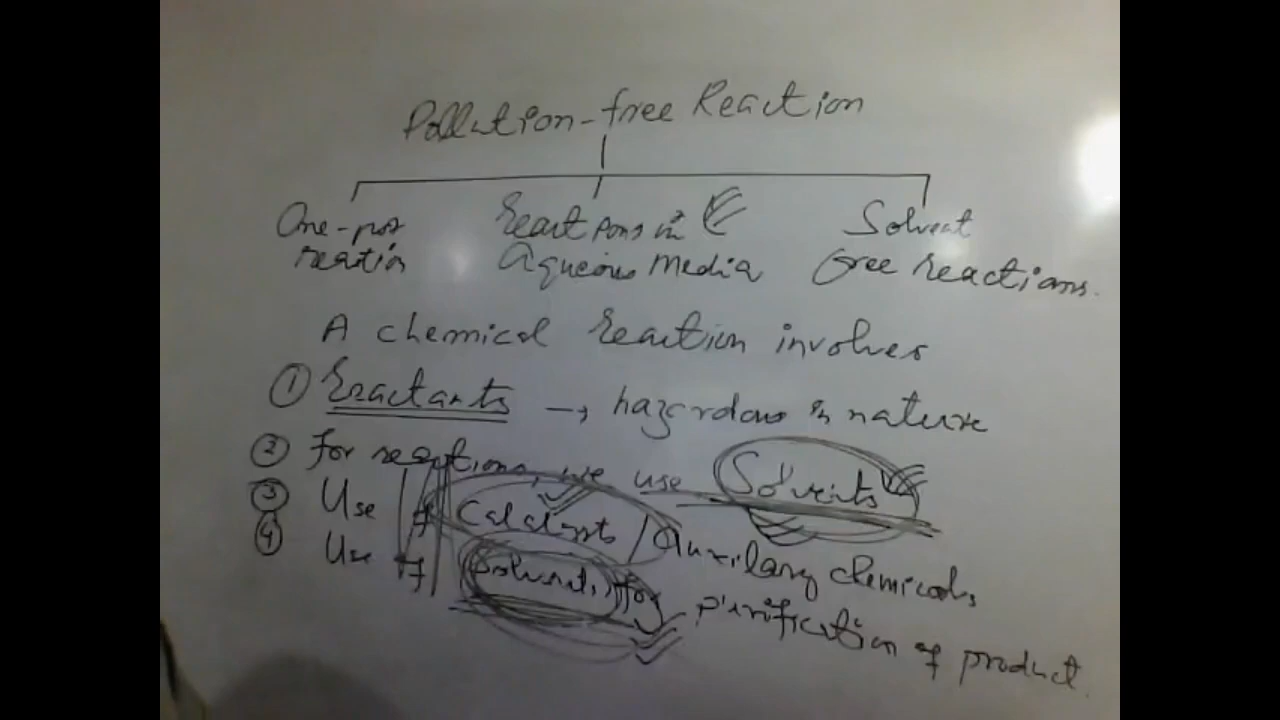 Pollution-free Reaction
One-pot reaction
Reactions in Aqueous Media
Solvent free reactions.
A chemical reaction involves
① Reactants → hazardous in nature
② For reactions, we use Solvents
③ Use of Catalysts / Auxilary chemicals
④ Use of Solvents for purification of product.